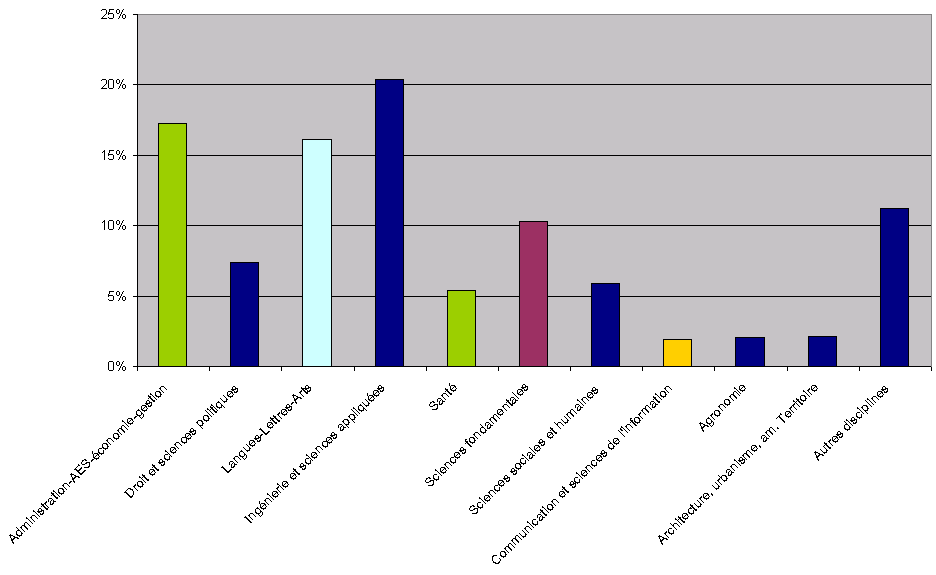 25%
20%
15%
10%
5%
0%
Administration-AES-économie-gestion
Droit et sciences politiques
Langues-Lettres-Arts
Ingénierie et sciences appliquées
Santé
Sciences fondamentales
Sciences sociales et humaines
Communication et sciences de l'information
Agronomie
Architecture, urbanisme, am. Territoire
Autres disciplines